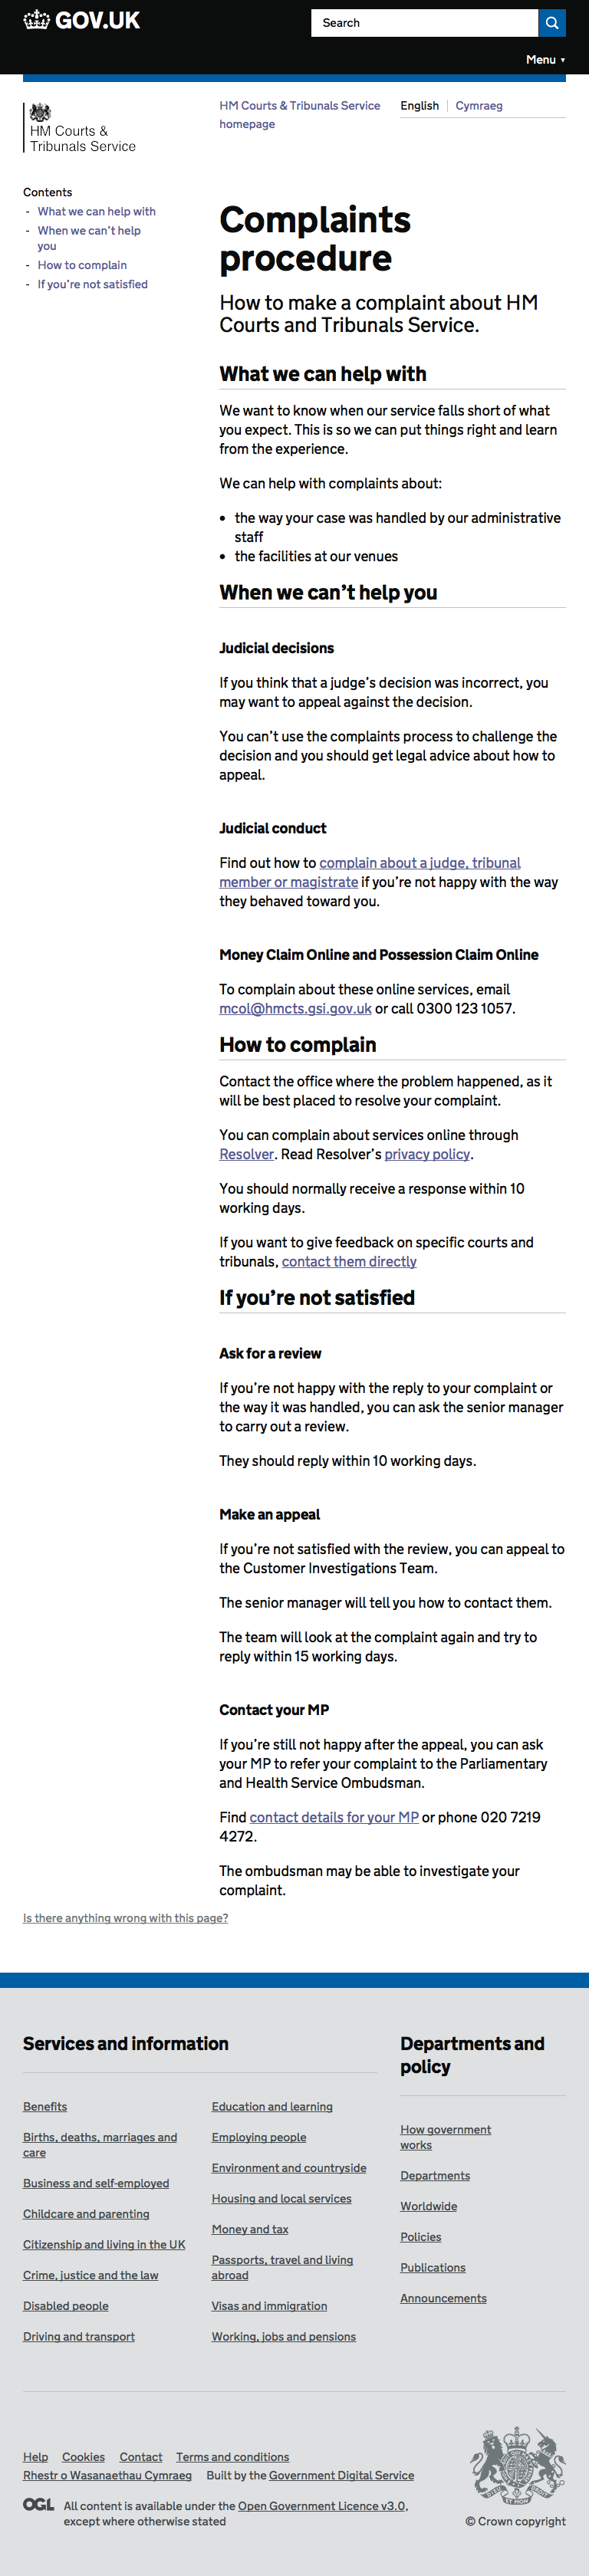 GOV.UK
Search
Menu ▼
HM Courts &
Tribunals Service
HM Courts & Tribunals Service
homepage
English
Cymraeg
Contents
- What we can help with
- When we can't help
you
- How to complain
- If you're not satisfied
Complaints
procedure
How to make a complaint about HM
Courts and Tribunals Service.
What we can help with
We want to know when our service falls short of what
you expect. This is so we can put things right and learn
from the experience.
We can help with complaints about:
• the way your case was handled by our administrative
staff
• the facilities at our venues
When we can't help you
Judicial decisions
If you think that a judge's decision was incorrect, you
may want to appeal against the decision.
You can't use the complaints process to challenge the
decision and you should get legal advice about how to
appeal.
Judicial conduct
Find out how to complain about a judge, tribunal
member or magistrate if you're not happy with the way
they behaved toward you.
Money Claim Online and Possession Claim Online
To complain about these online services, email
mcol@hmcts.gsi.gov.uk or call 0300 123 1057.
How to complain
Contact the office where the problem happened, as it
will be best placed to resolve your complaint.
You can complain about services online through
Resolver. Read Resolver's privacy policy.
You should normally receive a response within 10
working days.
If you want to give feedback on specific courts and
tribunals, contact them directly
If you're not satisfied
Ask for a review
If you're not happy with the reply to your complaint or
the way it was handled, you can ask the senior manager
to carry out a review.
They should reply within 10 working days.
Make an appeal
If you're not satisfied with the review, you can appeal to
the Customer Investigations Team.
The senior manager will tell you how to contact them.
The team will look at the complaint again and try to
reply within 15 working days.
Contact your MP
If you're still not happy after the appeal, you can ask
your MP to refer your complaint to the Parliamentary
and Health Service Ombudsman.
Find contact details for your MP or phone 020 7219
4272.
The ombudsman may be able to investigate your
complaint.
Is there anything wrong with this page?
Services and information
Benefits
Births, deaths, marriages and
care
Business and self-employed
Childcare and parenting
Citizenship and living in the UK
Crime, justice and the law
Disabled people
Driving and transport
Education and learning
Employing people
Environment and countryside
Housing and local services
Money and tax
Passports, travel and living
abroad
Visas and immigration
Working, jobs and pensions
Departments and
policy
How government
works
Departments
Worldwide
Policies
Publications
Announcements
Help
Cookies
Contact
Terms and conditions
Rhestr o Wasanaethau Cymraeg
Built by the Government Digital Service
OGL
All content is available under the Open Government Licence v3.0,
except where otherwise stated
© Crown copyright